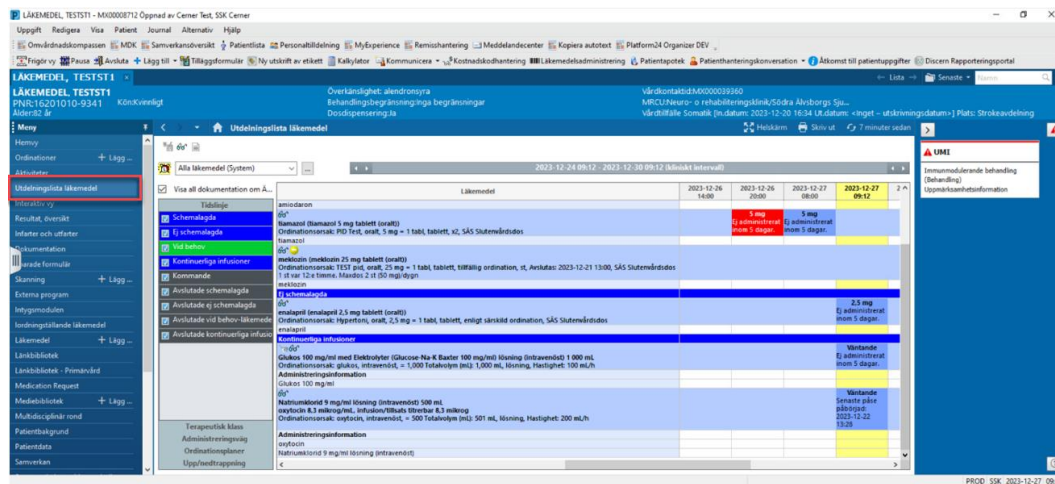 LÄKEMEDEL, TESTST1 - MX00008712 Öppnad av Cerner Test, SSK Cerner
Uppgift Redigera Visa Patient Journal Alternativ Hjälp
Omvårdnadskompassen MDK Samverkansöversikt Patientlista Personaltilldelning MyExperience Remisshantering Meddelandecenter Kopiera autotext Platform24 Organizer DEV
Frigör vy Pausa Avsluta Lägg till Tilläggsformulär Ny utskrift av etikett Kalkylator Kommunicera Kostnadskodhantering Läkemedelsadministrering Patientapotek Patienthanteringskonversation Åtkomst till patientuppgifter Discern Rapporteringsportal
LÄKEMEDEL, TESTST1 Lista Senaste Namn
LÄKEMEDEL, TESTST1 Överkänslighet: alendronsyra Vårdkontaktid:MX000039360
PNR:16201010-9341 Kön:Kvinnligt Behandlingsbegränsning:Inga begränsningar MRCU:Neuro- o rehabiliteringsklinik/Södra Älvsborgs Sju...
Ålder:82 år Dosdispensering:Ja Vårdtillfälle Somatik [In.datum: 2023-12-20 16:34 Ut.datum: <Inget – utskrivningsdatum>] Plats: Strokeavdelning
Meny Utdelningslista läkemedel Helskärm Skriv ut 7 minuter sedan
Hemvy
Ordinationer + Lägg ...
Aktiviteter
Utdelningslista läkemedel
Interaktiv vy
Resultat, översikt
Infarter och utfarter
Dokumentation
Sparade formulär
Skanning + Lägg ...
Externa program
Intygsmodulen
Iordningställande läkemedel
Läkemedel + Lägg ...
Länkbibliotek
Länkbibliotek - Primärvård
Medication Request
Mediebibliotek + Lägg ...
Multidisciplinär rond
Patientbakgrund
Patientdata
Samverkan
Alla läkemedel (System) 2023-12-24 09:12 - 2023-12-30 09:12 (kliniskt intervall)
Visa all dokumentation om A...
Tidslinje
Schemalagda
Ej schemalagda
Vid behov
Kontinuerliga infusioner
Kommande
Avslutade schemalagda
Avslutade ej schemalagda
Avslutade vid behov-läkemede
Avslutade kontinuerliga infusio
Terapeutisk klass
Administreringsväg
Ordinationsplaner
Upp/nedtrappning
Läkemedel 2023-12-26 14:00 2023-12-26 20:00 2023-12-27 08:00 2023-12-27 09:12 2
amiodaron
tiamazol (tiamazol 5 mg tablett (oralt)) 5 mg Ej administrerat inom 5 dagar. 5 mg Ej administrerat inom 5 dagar.
Ordinationsorsak: PID Test, oralt, 5 mg = 1 tabl, tablett, x2, SÄS Slutenvårdsdos
tiamazol
meklozin (meklozin 25 mg tablett (oralt))
Ordinationsorsak: TEST pid, oralt, 25 mg = 1 tabl, tablett, tillfällig ordination, st, Avslutas: 2023-12-21 13:00, SÄS Slutenvårdsdos
1 st var 12:e timme. Maxdos 2 st (50 mg)/dygn
meklozin
Ej schemalagda
enalapril (enalapril 2,5 mg tablett (oralt)) 2,5 mg Ej administrerat inom 5 dagar.
Ordinationsorsak: Hypertoni, oralt, 2,5 mg = 1 tabl, tablett, enligt särskild ordination, SÄS Slutenvårdsdos
enalapril
Kontinuerliga infusioner
Glukos 100 mg/ml med Elektrolyter (Glucose-Na-K Baxter 100 mg/ml) lösning (intravenöst) 1 000 mL Väntande Ej administrerat inom 5 dagar.
Ordinationsorsak: glukos, intravenöst, = 1,000 Totalvolym (mL): 1,000 mL, lösning, Hastighet: 100 mL/h
Administreringsinformation
Glukos 100 mg/ml
Natriumklorid 9 mg/ml lösning (intravenöst) 500 mL Väntande Senaste påse påbörjad: 2023-12-22 13:28
oxytocin 8,3 mikrog/mL, infusion/tillsats titrerbar 8,3 mikrog
Ordinationsorsak: oxytocin, intravenöst, = 500 Totalvolym (mL): 501 mL, lösning, Hastighet: 200 mL/h
Administreringsinformation
oxytocin
Natriumklorid 9 mg/ml lösning (intravenöst)
UMI
Immunmodulerande behandling
(Behandling)
Uppmärksamhetsinformation
PROD SSK 2023-12-27 09: